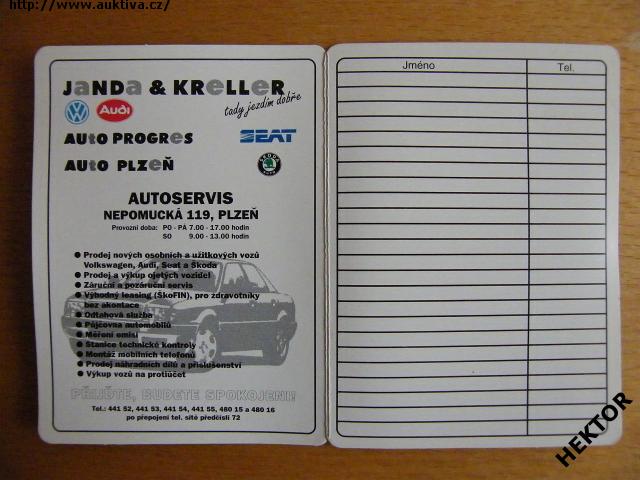 http://www.auktiva.cz/
JaNDa & KReLLeR
tady jezdím dobře
Audi
AUtO PROGReS
SEAT
AUtO PLZeŇ
AUTOSERVIS
NEPOMUCKÁ 119, PLZEŇ
Provozní doba: PO - PÁ 7.00 - 17.00 hodin
SO 9.00 - 13.00 hodin
● Prodej nových osobních a užitkových vozů
Volkswagen, Audi, Seat a Škoda
● Prodej a výkup ojetých vozidel
● Záruční a pozáruční servis
● Výhodný leasing (ŠkoFIN), pro zdravotníky
bez akontace
● Odtahová služba
● Půjčovna automobilů
● Měření emisí
● Stanice technické kontroly
● Montáž mobilních telefonů
● Prodej náhradních dílů a příslušenství
● Výkup vozů na protiúčet
PŘIJĎTE, BUDETE SPOKOJENI!
Tel.: 441 52, 441 53, 441 54, 441 55, 480 15 a 480 16
po přepojení tel. sítě předčíslí 72
Jméno Tel.
HEKTOR